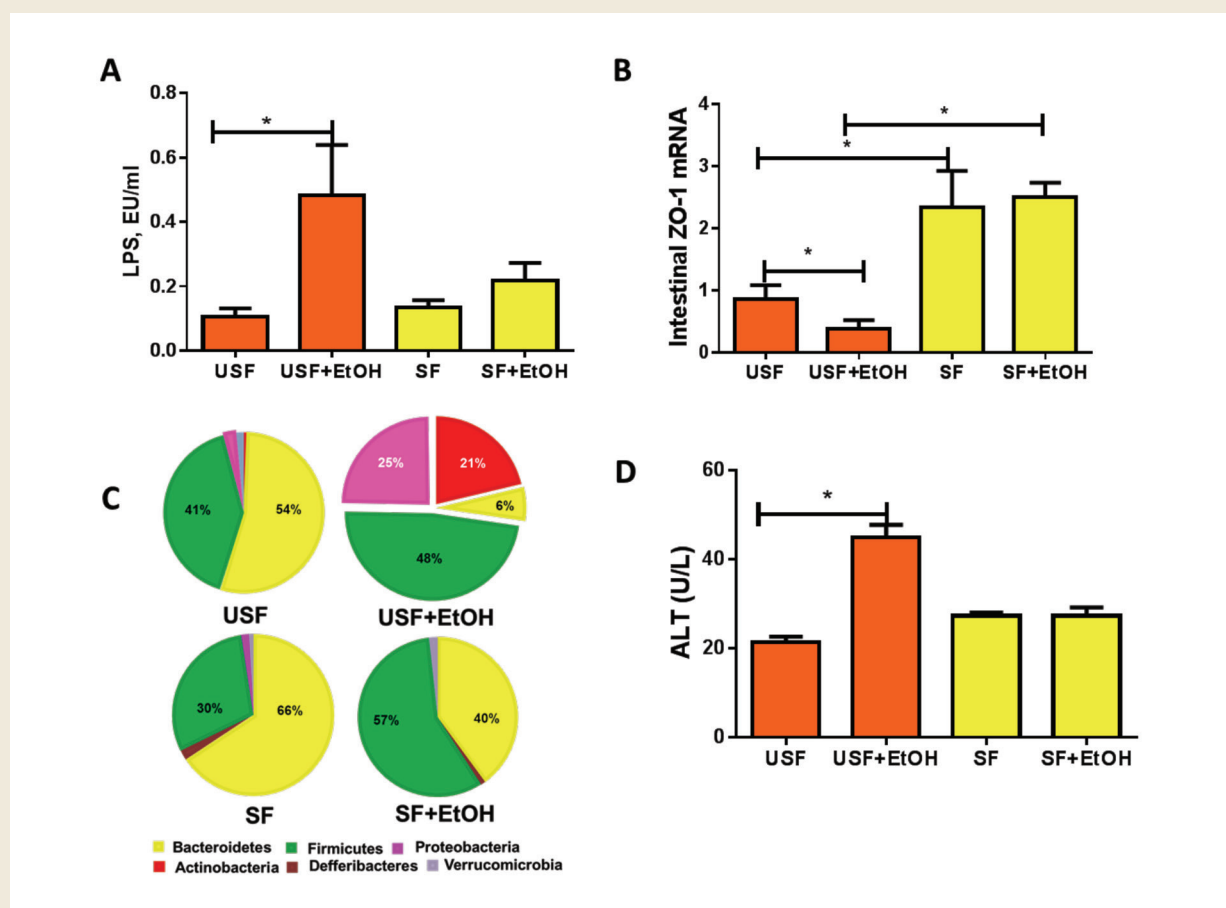 A
LPS, EU/ml
0.8
0.6
0.4
0.2
0.0
*
USF USF+EtOH SF SF+EtOH
B
Intestinal ZO-1 mRNA
4
3
2
1
0
*
*
*
USF USF+EtOH SF SF+EtOH
C
41% 54%
USF
25% 21%
6%
48%
USF+EtOH
30% 66%
SF
57% 40%
SF+EtOH
Bacteroidetes Firmicutes Proteobacteria
Actinobacteria Defferibacteres Verrucomicrobia
D
ALT (U/L)
60
40
20
0
*
USF USF+EtOH SF SF+EtOH